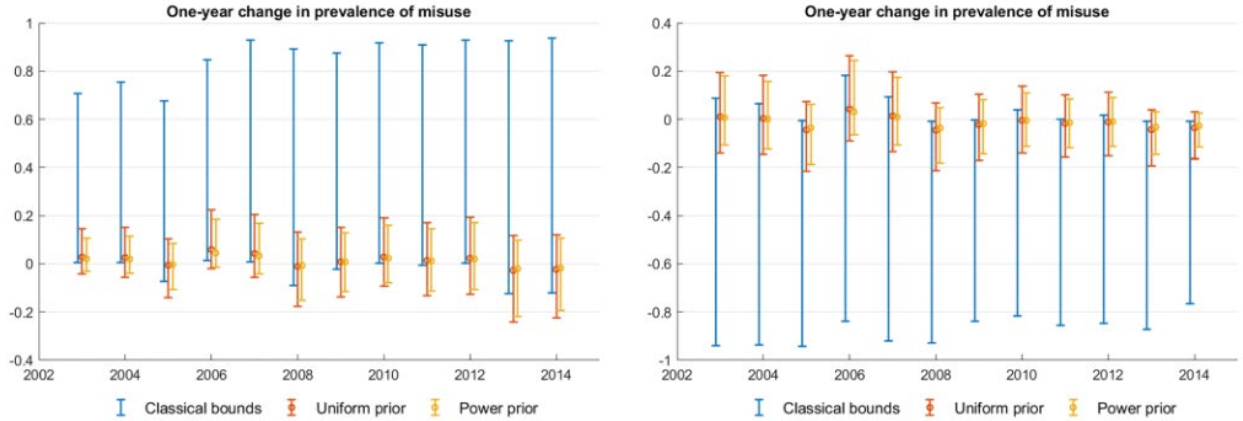 One-year change in prevalence of misuse
1
0.8
0.6
0.4
0.2
0
-0.2
-0.4
2002 2004 2006 2008 2010 2012 2014
Classical bounds Uniform prior Power prior
One-year change in prevalence of misuse
0.4
0.2
0
-0.2
-0.4
-0.6
-0.8
-1
2002 2004 2006 2008 2010 2012 2014
Classical bounds Uniform prior Power prior